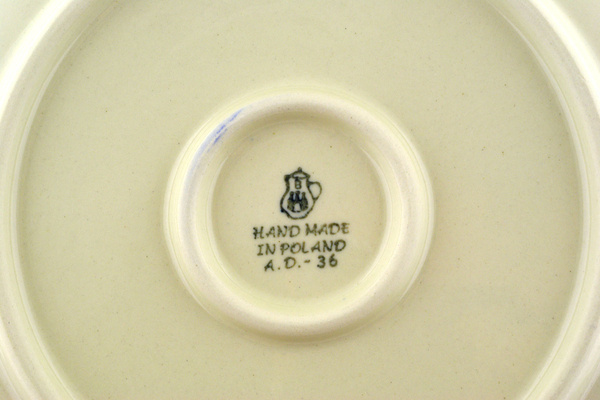 B
HAND MADE
IN POLAND
A.D.- 36